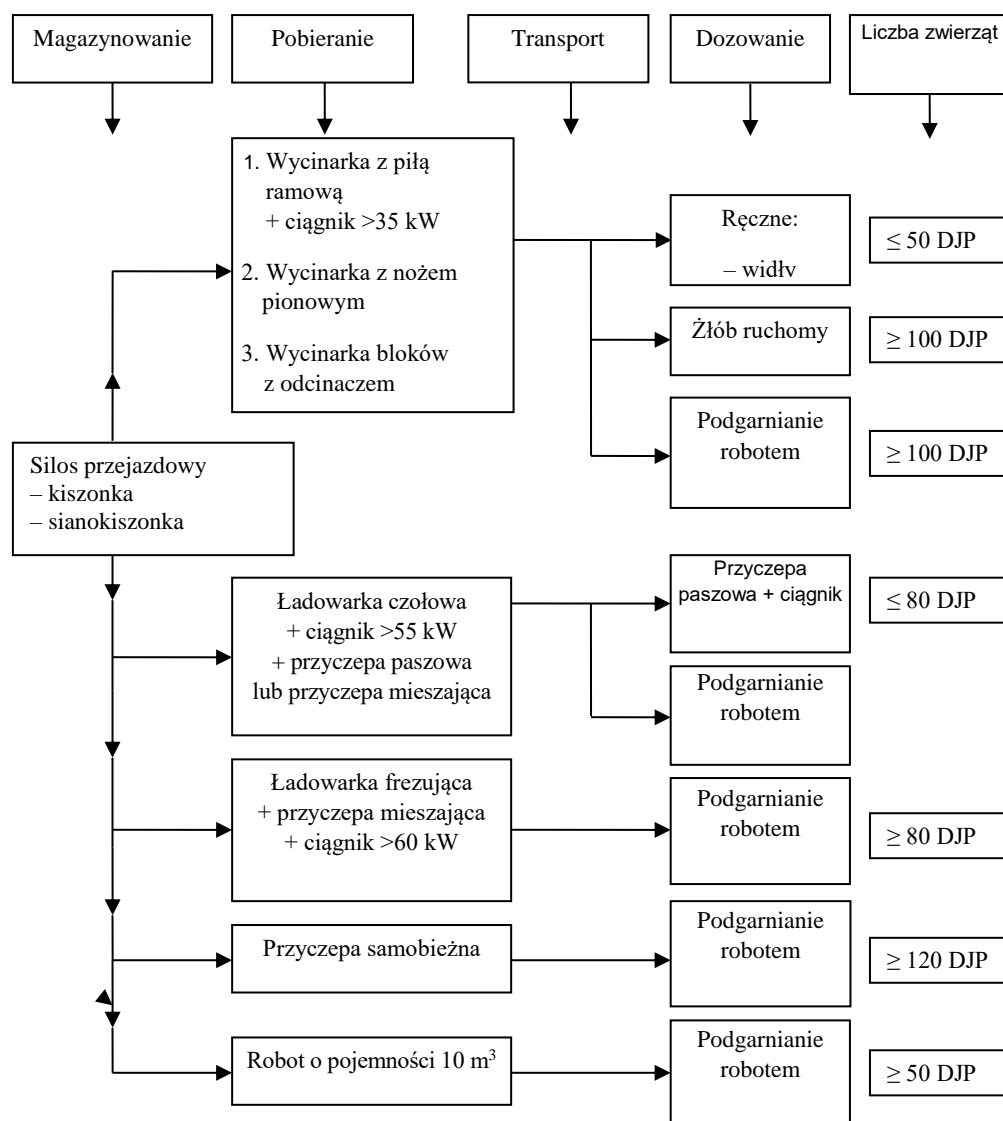 Magazynowanie
Pobieranie
Transport
Dozowanie
Liczba zwierząt
1. Wycinarka z piłą
ramową
+ ciągnik >35 kW
2. Wycinarka z nożem
pionowym
3. Wycinarka bloków
z odcinaczem
Ręczne:
– widłv
≤ 50 DJP
Żłób ruchomy
≥ 100 DJP
Podgarnianie
robotem
≥ 100 DJP
Silos przejazdowy
– kiszonka
– sianokiszonka
Ładowarka czołowa
+ ciągnik >55 kW
+ przyczepa paszowa
lub przyczepa mieszająca
Przyczepa
paszowa + ciągnik
≤ 80 DJP
Podgarnianie
robotem
Ładowarka frezująca
+ przyczepa mieszająca
+ ciągnik >60 kW
Podgarnianie
robotem
≥ 80 DJP
Przyczepa samobieżna
Podgarnianie
robotem
≥ 120 DJP
Robot o pojemności 10 m³
Podgarnianie
robotem
≥ 50 DJP